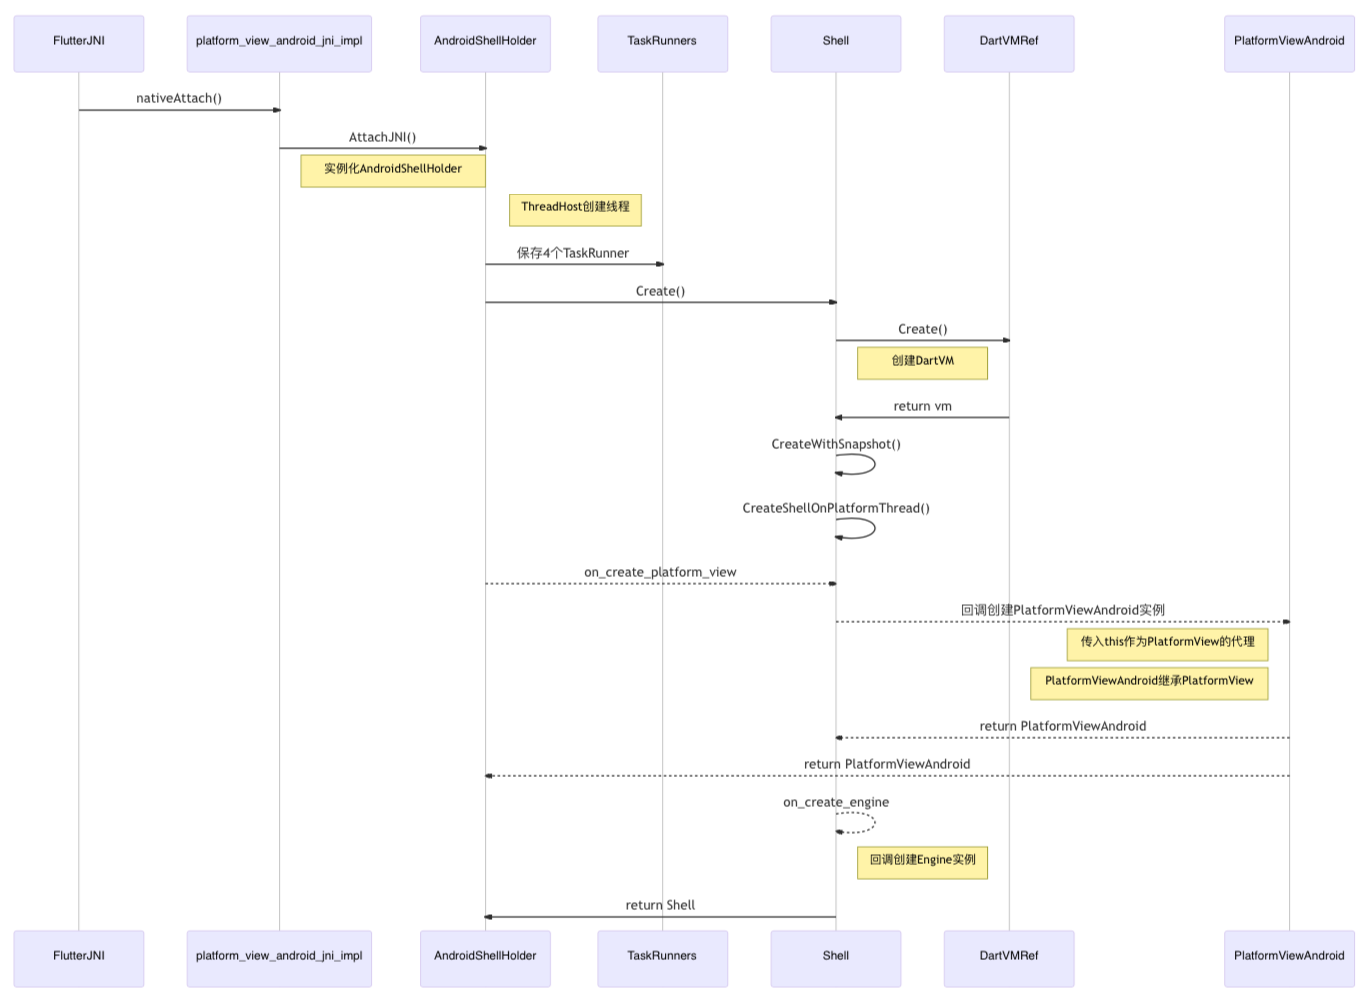 FlutterJNI
platform_view_android_jni_impl
AndroidShellHolder
TaskRunners
Shell
DartVMRef
PlatformViewAndroid
nativeAttach()
AttachJNI()
实例化AndroidShellHolder
ThreadHost创建线程
保存4个TaskRunner
Create()
Create()
创建DartVM
return vm
CreateWithSnapshot()
CreateShellOnPlatformThread()
on_create_platform_view
回调创建PlatformViewAndroid实例
传入this作为PlatformView的代理
PlatformViewAndroid继承PlatformView
return PlatformViewAndroid
return PlatformViewAndroid
on_create_engine
回调创建Engine实例
return Shell
FlutterJNI
platform_view_android_jni_impl
AndroidShellHolder
TaskRunners
Shell
DartVMRef
PlatformViewAndroid